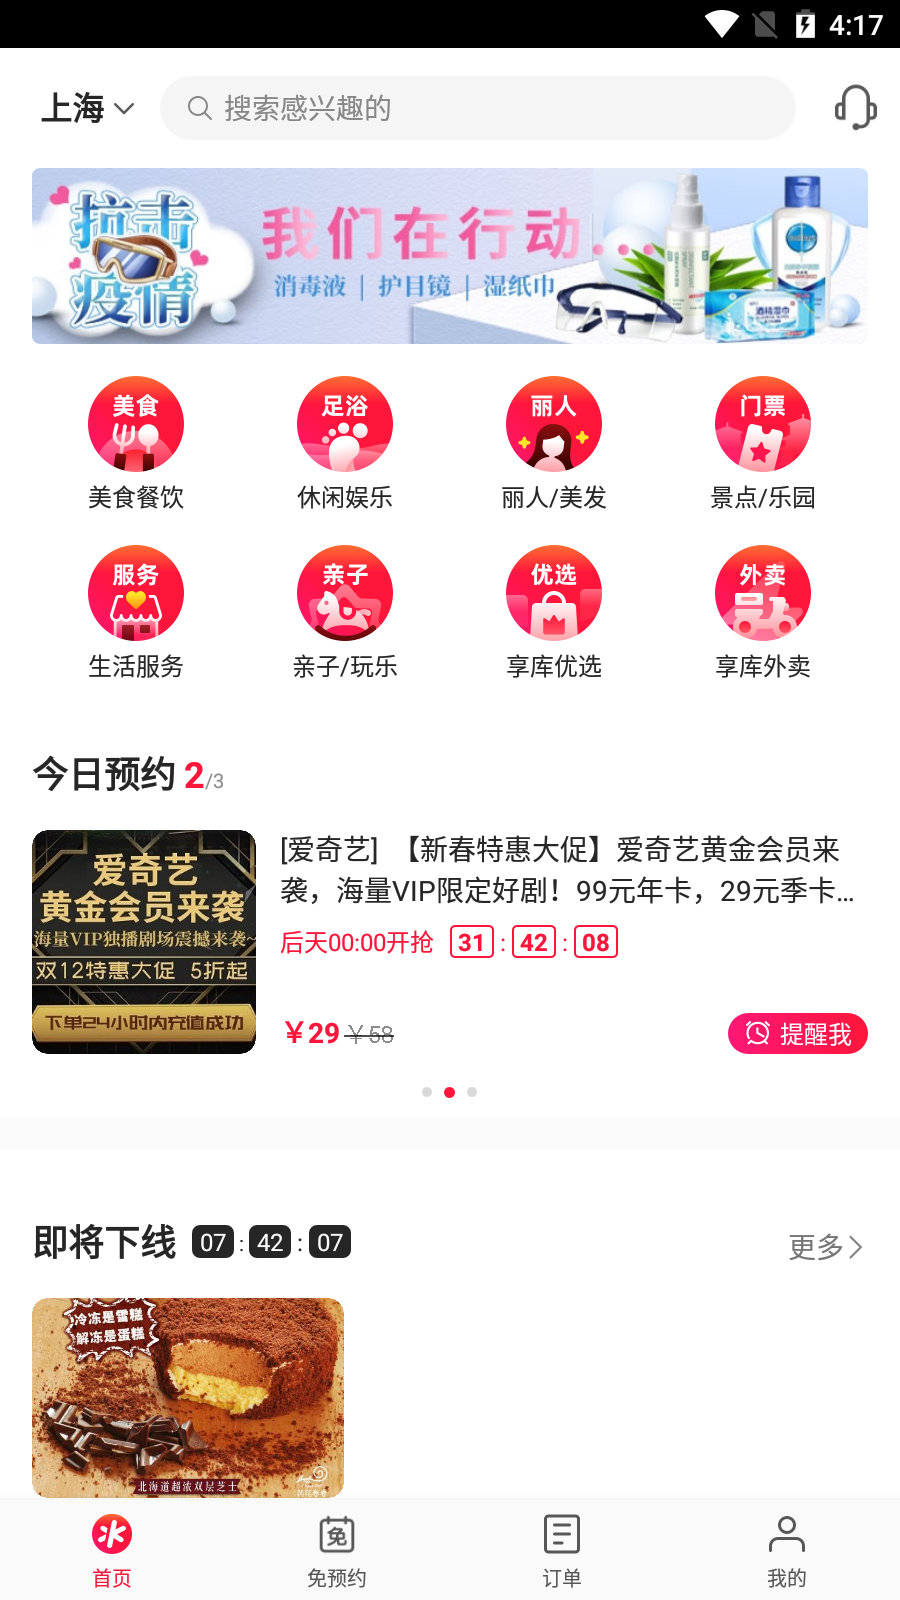 4:17
上海
搜索感兴趣的
抗击
疫情
我们在行动...
消毒液 | 护目镜 | 湿纸巾
酒精湿巾
美食 足浴 丽人 门票
美食餐饮 休闲娱乐 丽人/美发 景点/乐园
服务 亲子 优选 外卖
生活服务 亲子/玩乐 享库优选 享库外卖
今日预约 2/3
爱奇艺
黄金会员来袭
海量VIP独播剧场震撼来袭~
双12特惠大促 5折起
下单24小时内充值成功
[爱奇艺] 【新春特惠大促】爱奇艺黄金会员来
袭，海量VIP限定好剧！99元年卡，29元季卡...
后天00:00开抢 31 : 42 : 08
￥29 ￥58
提醒我
即将下线 07 : 42 : 07
更多
冷冻是雪糕
解冻是蛋糕
北海道超浓双层芝士
首页 免 免预约 订单 我的